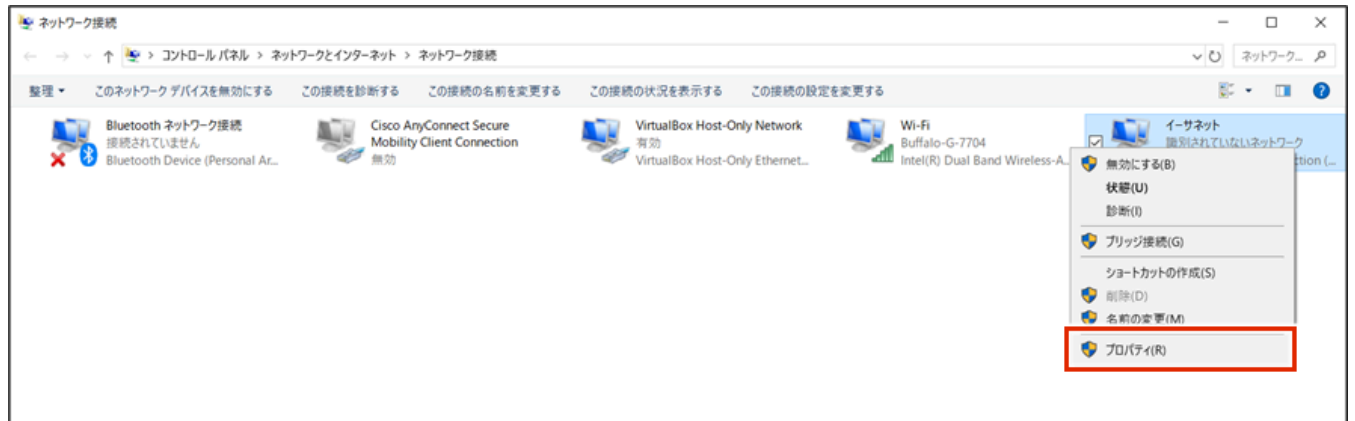 ネットワーク接続
コントロール パネル > ネットワークとインターネット > ネットワーク接続
ネットワーク...
整理 このネットワーク デバイスを無効にする この接続を診断する この接続の名前を変更する この接続の状況を表示する この接続の設定を変更する
Bluetooth ネットワーク接続
接続されていません
Bluetooth Device (Personal Ar...
Cisco AnyConnect Secure
Mobility Client Connection
無効
VirtualBox Host-Only Network
有効
VirtualBox Host-Only Ethernet...
Wi-Fi
Buffalo-G-7704
Intel(R) Dual Band Wireless-A...
イーサネット
識別されていないネットワーク
無効にする(B)
状態(U)
診断(I)
ブリッジ接続(G)
ショートカットの作成(S)
削除(D)
名前の変更(M)
プロパティ(R)